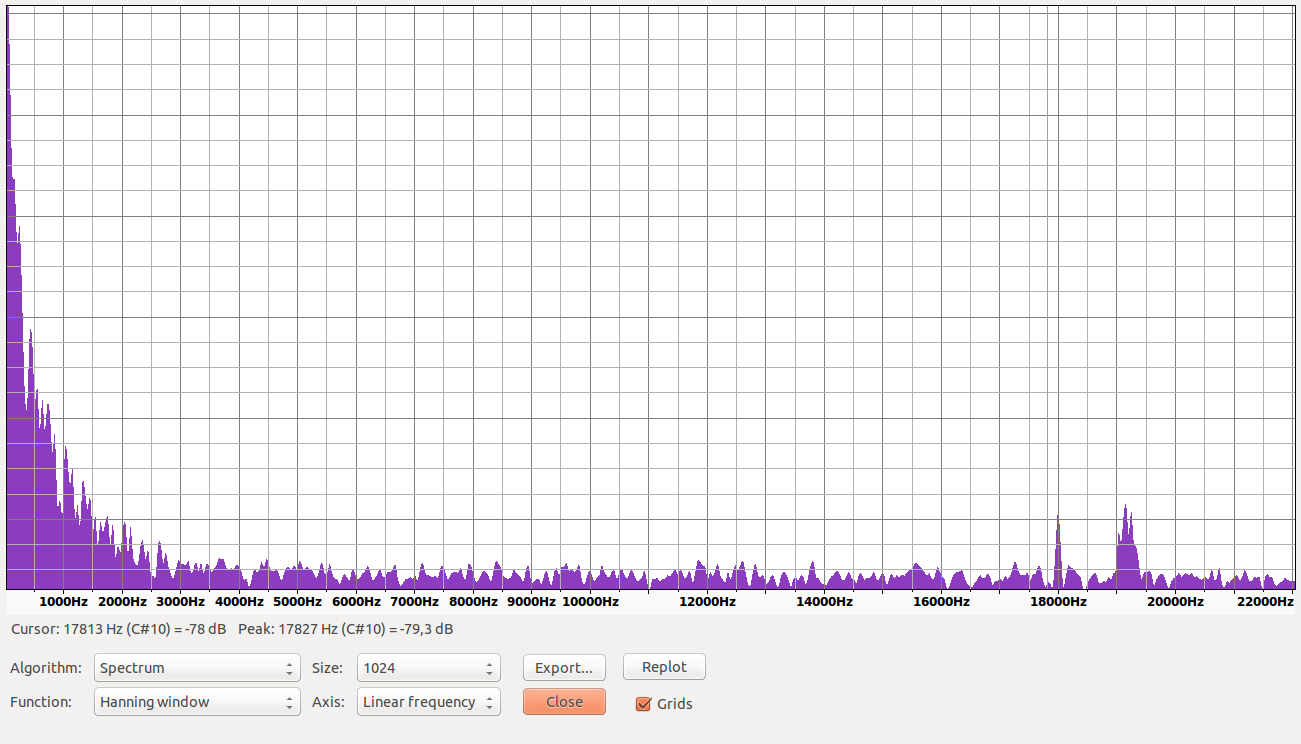 1000Hz 2000Hz 3000Hz 4000Hz 5000Hz 6000Hz 7000Hz 8000Hz 9000Hz 10000Hz 12000Hz 14000Hz 16000Hz 18000Hz 20000Hz 22000Hz
Cursor: 17813 Hz (C#10) = -78 dB Peak: 17827 Hz (C#10) = -79,3 dB
Algorithm: Spectrum Size: 1024 Export... Replot
Function: Hanning window Axis: Linear frequency Close Grids